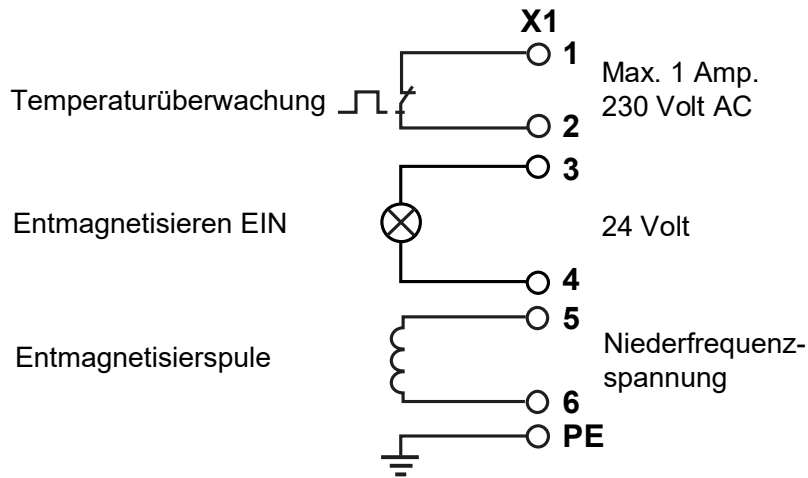 X1
1
Temperaturüberwachung
Max. 1 Amp.
230 Volt AC
2
3
Entmagnetisieren EIN
24 Volt
4
5
Entmagnetisierspule
Niederfrequenz-
spannung
6
PE